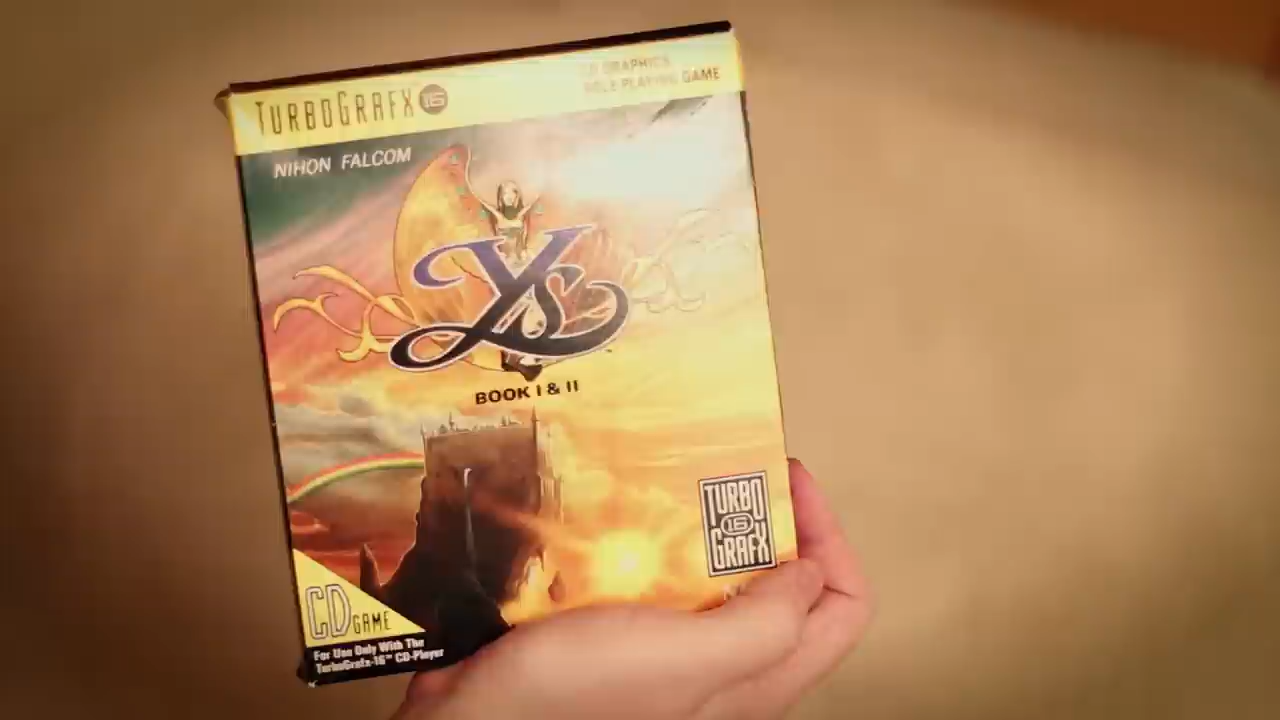 TURBOGRAFX 16
CD GRAPHICS
ROLE PLAYING GAME
NIHON FALCOM
Ys
BOOK I & II
TURBO
16
GRAFX
CD GAME
For Use Only With The
TurboGrafx-16™ CD-Player